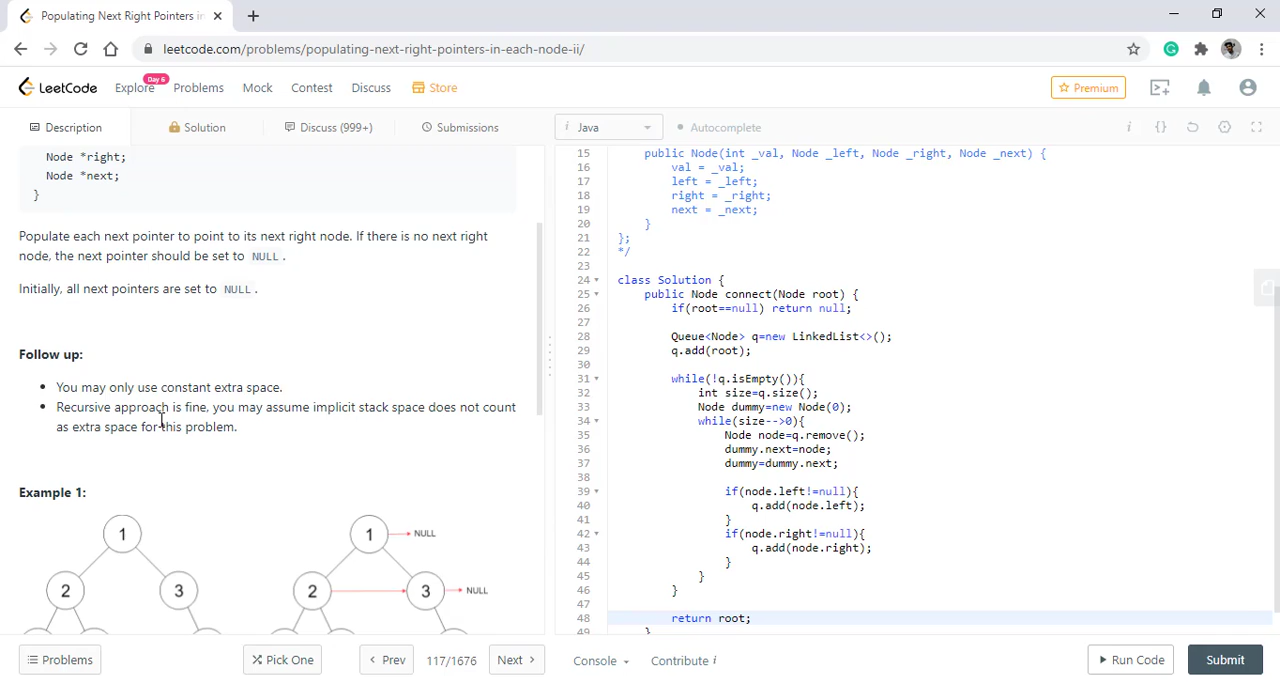 Populating Next Right Pointers in
leetcode.com/problems/populating-next-right-pointers-in-each-node-ii/
LeetCode
Explore
Day 6
Problems
Mock
Contest
Discuss
Store
Premium
Description
Solution
Discuss (999+)
Submissions
i Java
Autocomplete
i
{}
Node *right;
Node *next;
}
Populate each next pointer to point to its next right node. If there is no next right
node, the next pointer should be set to NULL.
Initially, all next pointers are set to NULL.
Follow up:
• You may only use constant extra space.
• Recursive approach is fine, you may assume implicit stack space does not count
as extra space for this problem.
Example 1:
1
2
3
1
NULL
2
3
NULL
15 public Node(int _val, Node _left, Node _right, Node _next) {
16 val = _val;
17 left = _left;
18 right = _right;
19 next = _next;
20 }
21 };
22 */
23
24 class Solution {
25 public Node connect(Node root) {
26 if(root==null) return null;
27
28 Queue<Node> q=new LinkedList<>();
29 q.add(root);
30
31 while(!q.isEmpty()){
32 int size=q.size();
33 Node dummy=new Node(0);
34 while(size-->0){
35 Node node=q.remove();
36 dummy.next=node;
37 dummy=dummy.next;
38
39 if(node.left!=null){
40 q.add(node.left);
41 }
42 if(node.right!=null){
43 q.add(node.right);
44 }
45 }
46 }
47
48 return root;
49 }
Problems
Pick One
< Prev
117/1676
Next >
Console
Contribute i
Run Code
Submit